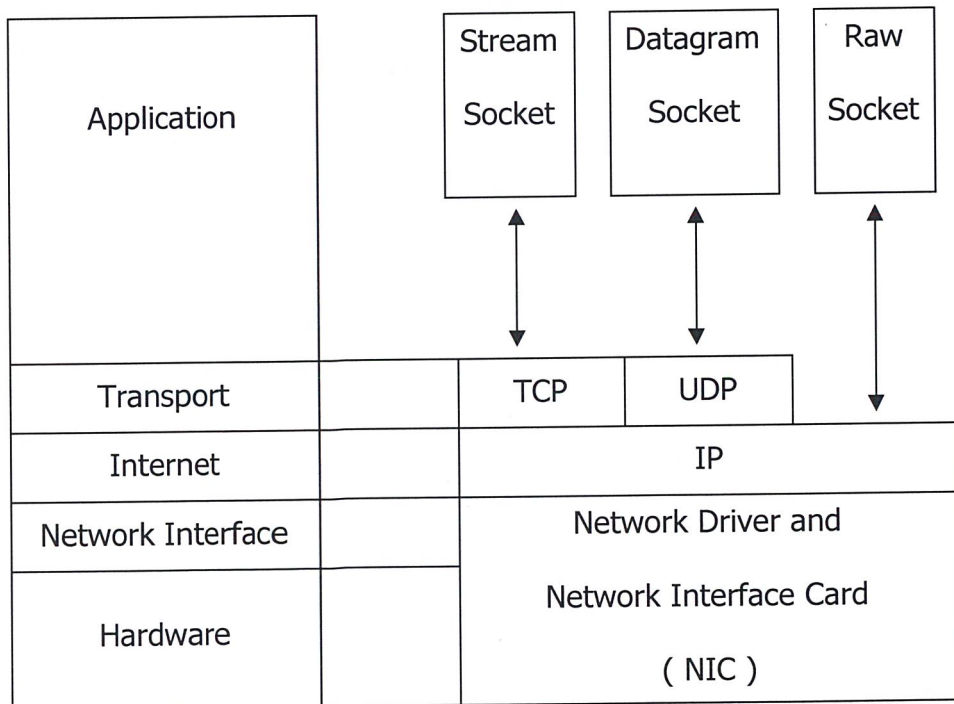 Stream
Socket
Datagram
Socket
Raw
Socket
Application
Transport
TCP
UDP
Internet
IP
Network Interface
Network Driver and
Network Interface Card
( NIC )
Hardware